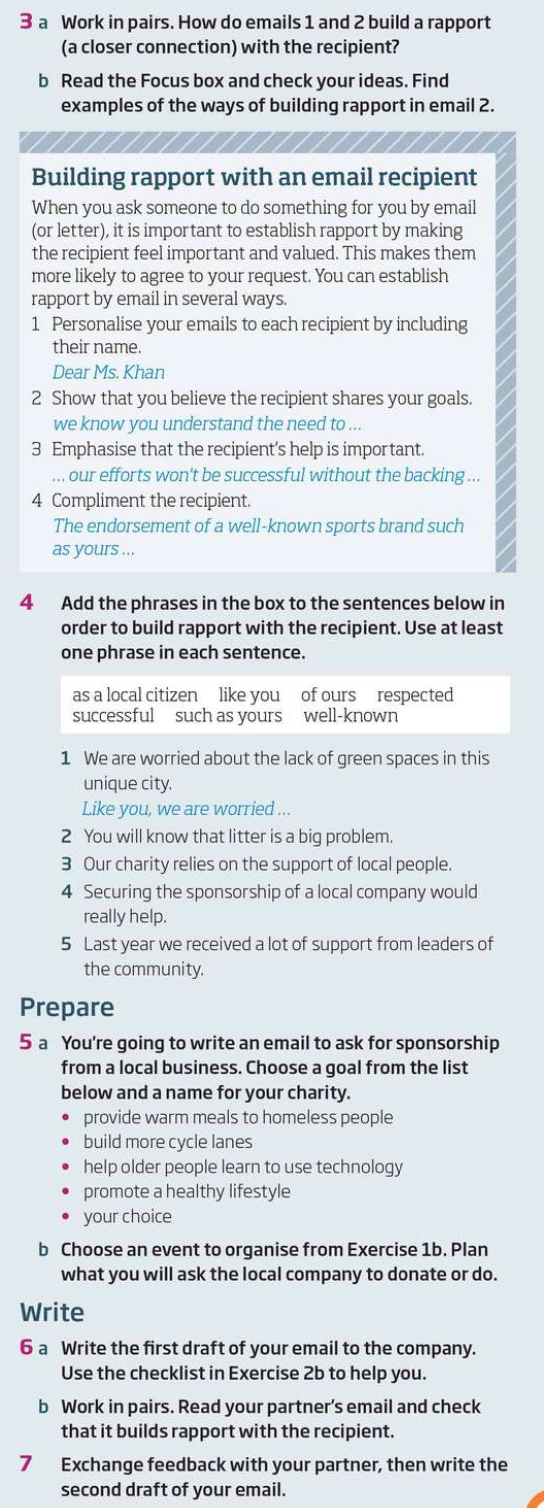 3 a Work in pairs. How do emails 1 and 2 build a rapport
(a closer connection) with the recipient?
b Read the Focus box and check your ideas. Find
examples of the ways of building rapport in email 2.
Building rapport with an email recipient
When you ask someone to do something for you by email
(or letter), it is important to establish rapport by making
the recipient feel important and valued. This makes them
more likely to agree to your request. You can establish
rapport by email in several ways.
1 Personalise your emails to each recipient by including
their name.
Dear Ms. Khan
2 Show that you believe the recipient shares your goals.
we know you understand the need to ...
3 Emphasise that the recipient's help is important.
... our efforts won't be successful without the backing ...
4 Compliment the recipient.
The endorsement of a well-known sports brand such
as yours ...
4 Add the phrases in the box to the sentences below in
order to build rapport with the recipient. Use at least
one phrase in each sentence.
as a local citizen like you of ours respected
successful such as yours well-known
1 We are worried about the lack of green spaces in this
unique city.
Like you, we are worried ...
2 You will know that litter is a big problem.
3 Our charity relies on the support of local people.
4 Securing the sponsorship of a local company would
really help.
5 Last year we received a lot of support from leaders of
the community.
Prepare
5 a You're going to write an email to ask for sponsorship
from a local business. Choose a goal from the list
below and a name for your charity.
• provide warm meals to homeless people
• build more cycle lanes
• help older people learn to use technology
• promote a healthy lifestyle
• your choice
b Choose an event to organise from Exercise 1b. Plan
what you will ask the local company to donate or do.
Write
6 a Write the first draft of your email to the company.
Use the checklist in Exercise 2b to help you.
b Work in pairs. Read your partner's email and check
that it builds rapport with the recipient.
7 Exchange feedback with your partner, then write the
second draft of your email.